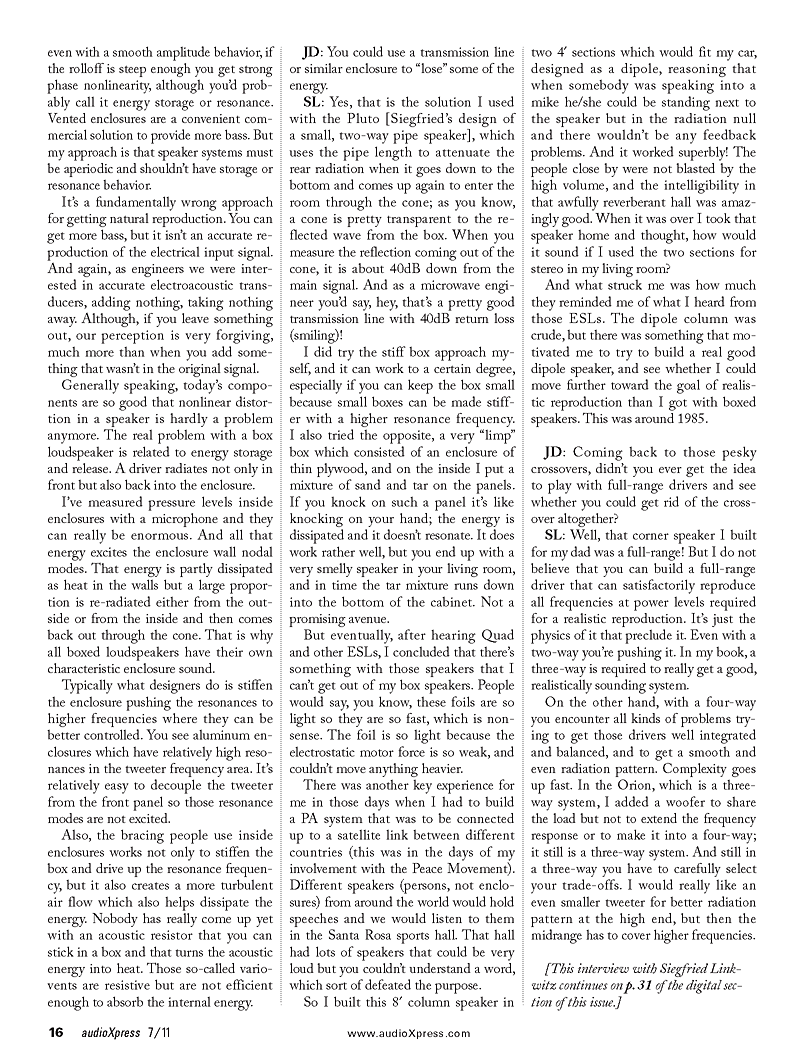 even with a smooth amplitude behavior, if
the rolloff is steep enough you get strong
phase nonlinearity, although you'd prob-
ably call it energy storage or resonance.
Vented enclosures are a convenient com-
mercial solution to provide more bass. But
my approach is that speaker systems must
be aperiodic and shouldn't have storage or
resonance behavior.
It's a fundamentally wrong approach
for getting natural reproduction. You can
get more bass, but it isn't an accurate re-
production of the electrical input signal.
And again, as engineers we were inter-
ested in accurate electroacoustic trans-
ducers, adding nothing, taking nothing
away. Although, if you leave something
out, our perception is very forgiving,
much more than when you add some-
thing that wasn't in the original signal.
Generally speaking, today's compo-
nents are so good that nonlinear distor-
tion in a speaker is hardly a problem
anymore. The real problem with a box
loudspeaker is related to energy storage
and release. A driver radiates not only in
front but also back into the enclosure.
I've measured pressure levels inside
enclosures with a microphone and they
can really be enormous. And all that
energy excites the enclosure wall nodal
modes. That energy is partly dissipated
as heat in the walls but a large propor-
tion is re-radiated either from the out-
side or from the inside and then comes
back out through the cone. That is why
all boxed loudspeakers have their own
characteristic enclosure sound.
Typically what designers do is stiffen
the enclosure pushing the resonances to
higher frequencies where they can be
better controlled. You see aluminum en-
closures which have relatively high reso-
nances in the tweeter frequency area. It's
relatively easy to decouple the tweeter
from the front panel so those resonance
modes are not excited.
Also, the bracing people use inside
enclosures works not only to stiffen the
box and drive up the resonance frequen-
cy, but it also creates a more turbulent
air flow which also helps dissipate the
energy. Nobody has really come up yet
with an acoustic resistor that you can
stick in a box and that turns the acoustic
energy into heat. Those so-called vario-
vents are resistive but are not efficient
enough to absorb the internal energy.
JD: You could use a transmission line
or similar enclosure to "lose" some of the
energy.
SL: Yes, that is the solution I used
with the Pluto [Siegfried's design of
a small, two-way pipe speaker], which
uses the pipe length to attenuate the
rear radiation when it goes down to the
bottom and comes up again to enter the
room through the cone; as you know,
a cone is pretty transparent to the re-
flected wave from the box. When you
measure the reflection coming out of the
cone, it is about 40dB down from the
main signal. And as a microwave engi-
neer you'd say, hey, that's a pretty good
transmission line with 40dB return loss
(smiling)!
I did try the stiff box approach my-
self, and it can work to a certain degree,
especially if you can keep the box small
because small boxes can be made stiff-
er with a higher resonance frequency.
I also tried the opposite, a very "limp"
box which consisted of an enclosure of
thin plywood, and on the inside I put a
mixture of sand and tar on the panels.
If you knock on such a panel it's like
knocking on your hand; the energy is
dissipated and it doesn't resonate. It does
work rather well, but you end up with a
very smelly speaker in your living room,
and in time the tar mixture runs down
into the bottom of the cabinet. Not a
promising avenue.
But eventually, after hearing Quad
and other ESLs, I concluded that there's
something with those speakers that I
can't get out of my box speakers. People
would say, you know, these foils are so
light so they are so fast, which is non-
sense. The foil is so light because the
electrostatic motor force is so weak, and
couldn't move anything heavier.
There was another key experience for
me in those days when I had to build
a PA system that was to be connected
up to a satellite link between different
countries (this was in the days of my
involvement with the Peace Movement).
Different speakers (persons, not enclo-
sures) from around the world would hold
speeches and we would listen to them
in the Santa Rosa sports hall. That hall
had lots of speakers that could be very
loud but you couldn't understand a word,
which sort of defeated the purpose.
So I built this 8′ column speaker in
two 4′ sections which would fit my car,
designed as a dipole, reasoning that
when somebody was speaking into a
mike he/she could be standing next to
the speaker but in the radiation null
and there wouldn't be any feedback
problems. And it worked superbly! The
people close by were not blasted by the
high volume, and the intelligibility in
that awfully reverberant hall was amaz-
ingly good. When it was over I took that
speaker home and thought, how would
it sound if I used the two sections for
stereo in my living room?
And what struck me was how much
they reminded me of what I heard from
those ESLs. The dipole column was
crude, but there was something that mo-
tivated me to try to build a real good
dipole speaker, and see whether I could
move further toward the goal of realis-
tic reproduction than I got with boxed
speakers. This was around 1985.
JD: Coming back to those pesky
crossovers, didn't you ever get the idea
to play with full-range drivers and see
whether you could get rid of the cross-
over altogether?
SL: Well, that corner speaker I built
for my dad was a full-range! But I do not
believe that you can build a full-range
driver that can satisfactorily reproduce
all frequencies at power levels required
for a realistic reproduction. It's just the
physics of it that preclude it. Even with a
two-way you're pushing it. In my book, a
three-way is required to really get a good,
realistically sounding system.
On the other hand, with a four-way
you encounter all kinds of problems try-
ing to get those drivers well integrated
and balanced, and to get a smooth and
even radiation pattern. Complexity goes
up fast. In the Orion, which is a three-
way system, I added a woofer to share
the load but not to extend the frequency
response or to make it into a four-way;
it still is a three-way system. And still in
a three-way you have to carefully select
your trade-offs. I would really like an
even smaller tweeter for better radiation
pattern at the high end, but then the
midrange has to cover higher frequencies.
[This interview with Siegfried Link-
witz continues on p. 31 of the digital sec-
tion of this issue.]
16 audioXpress 7/11 www.audioXpress.com